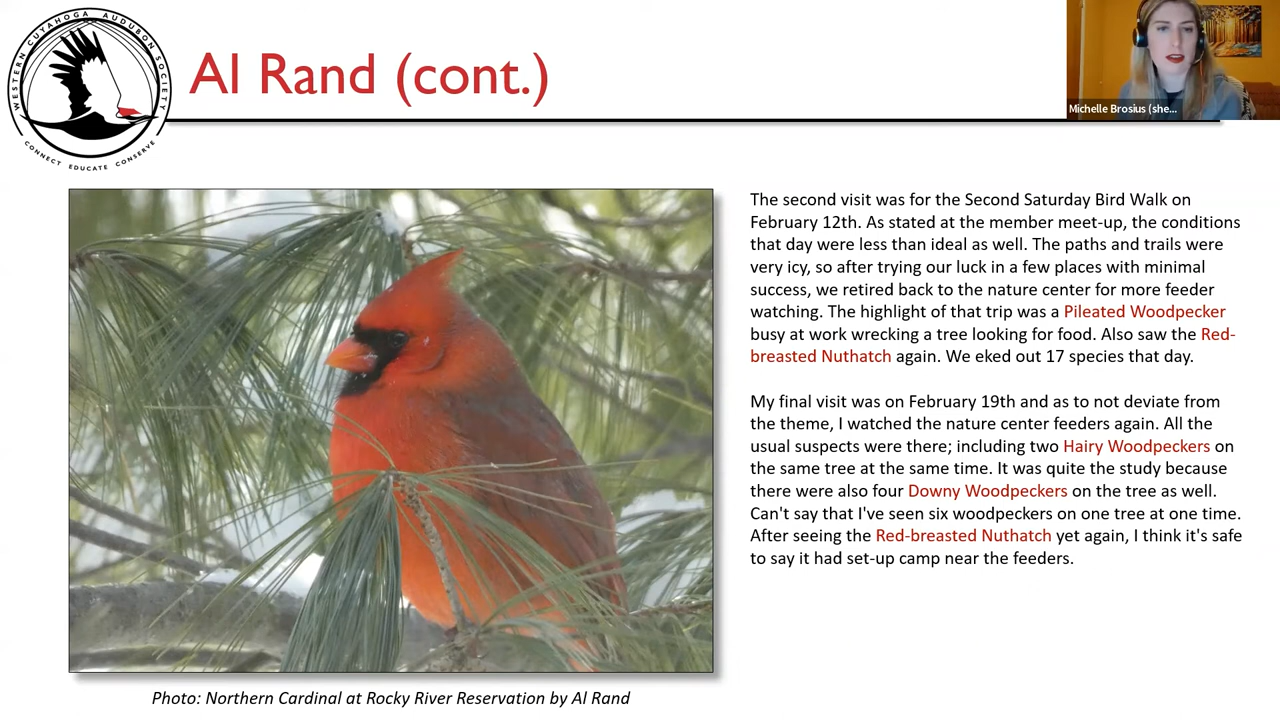 WESTERN CUYAHOGA AUDUBON SOCIETY
CONNECT EDUCATE CONSERVE
Al Rand (cont.)
Michelle Brosius (she...
The second visit was for the Second Saturday Bird Walk on
February 12th. As stated at the member meet-up, the conditions
that day were less than ideal as well. The paths and trails were
very icy, so after trying our luck in a few places with minimal
success, we retired back to the nature center for more feeder
watching. The highlight of that trip was a Pileated Woodpecker
busy at work wrecking a tree looking for food. Also saw the Red-
breasted Nuthatch again. We eked out 17 species that day.
My final visit was on February 19th and as to not deviate from
the theme, I watched the nature center feeders again. All the
usual suspects were there; including two Hairy Woodpeckers on
the same tree at the same time. It was quite the study because
there were also four Downy Woodpeckers on the tree as well.
Can't say that I've seen six woodpeckers on one tree at one time.
After seeing the Red-breasted Nuthatch yet again, I think it's safe
to say it had set-up camp near the feeders.
Photo: Northern Cardinal at Rocky River Reservation by Al Rand